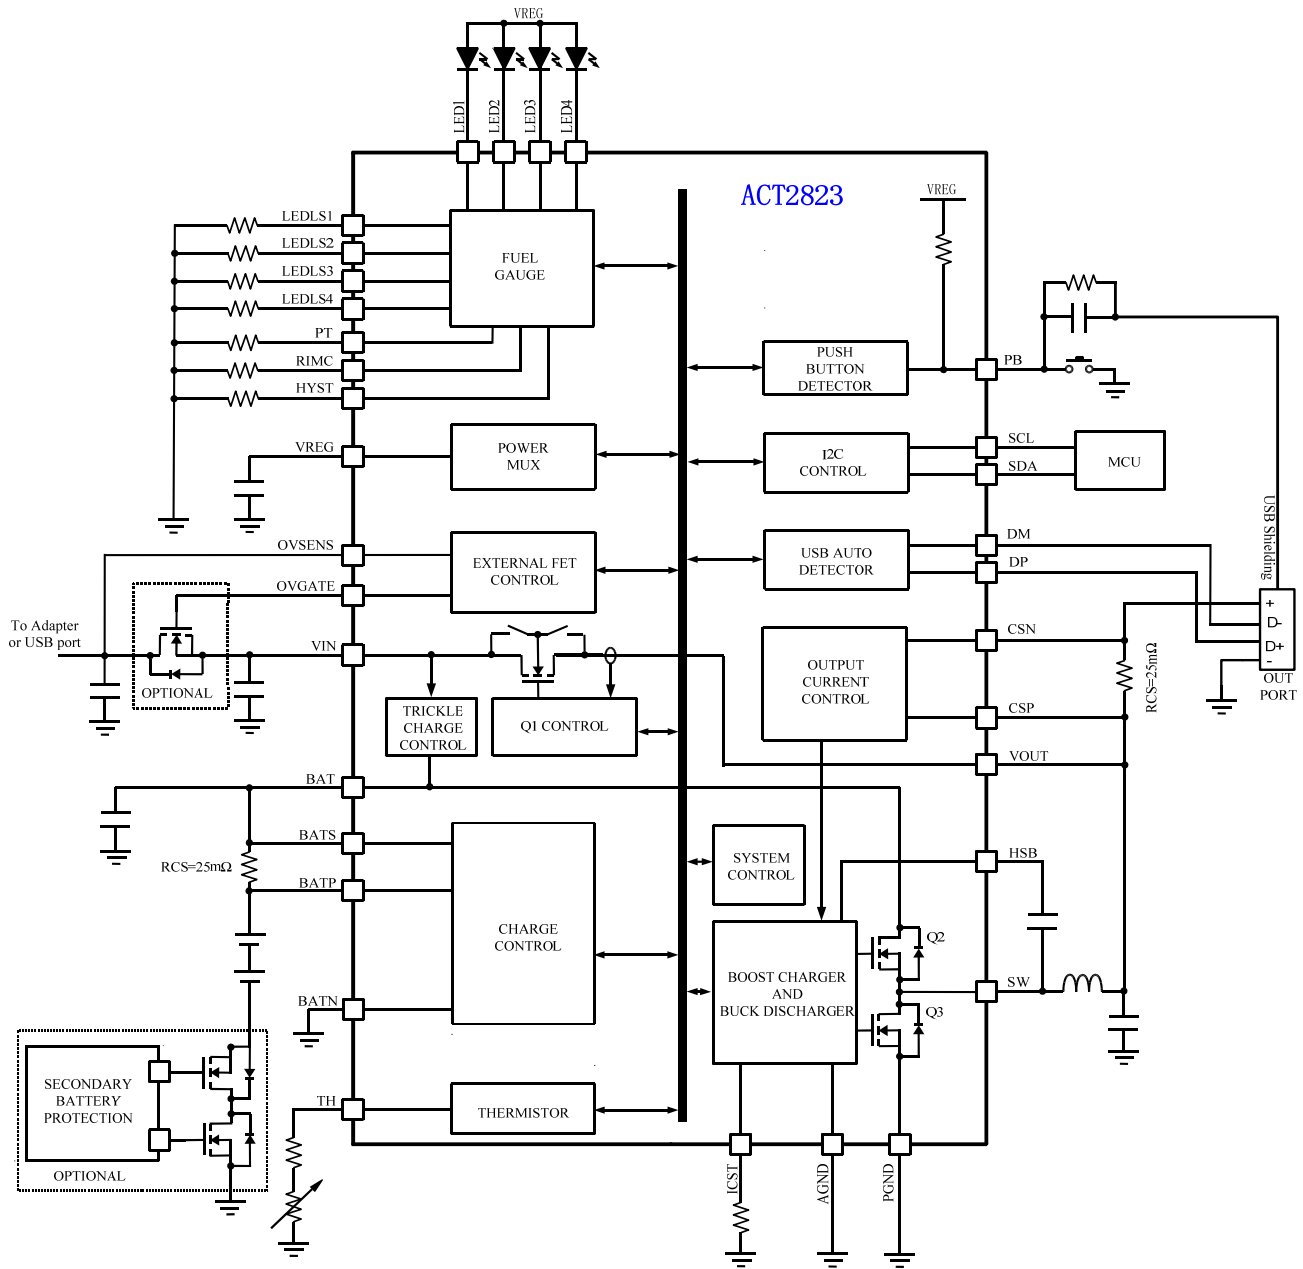 VREG
LED1
LED2
LED3
LED4
ACT2823
VREG
LEDLS1
LEDLS2
LEDLS3
LEDLS4
PT
RIMC
HYST
FUEL
GAUGE
PUSH
BUTTON
DETECTOR
PB
VREG
POWER
MUX
I2C
CONTROL
SCL
SDA
MCU
OVSENS
OVGATE
EXTERNAL FET
CONTROL
USB AUTO
DETECTOR
DM
DP
USB Shielding
To Adapter
or USB port
OPTIONAL
VIN
TRICKLE
CHARGE
CONTROL
Q1 CONTROL
OUTPUT
CURRENT
CONTROL
CSN
CSP
RCS=25mΩ
+
D-
D+
-
OUT
PORT
VOUT
BAT
BATS
RCS=25mΩ
BATP
BATN
CHARGE
CONTROL
SYSTEM
CONTROL
HSB
BOOST CHARGER
AND
BUCK DISCHARGER
Q2
Q3
SW
SECONDARY
BATTERY
PROTECTION
OPTIONAL
TH
THERMISTOR
ICST
AGND
PGND